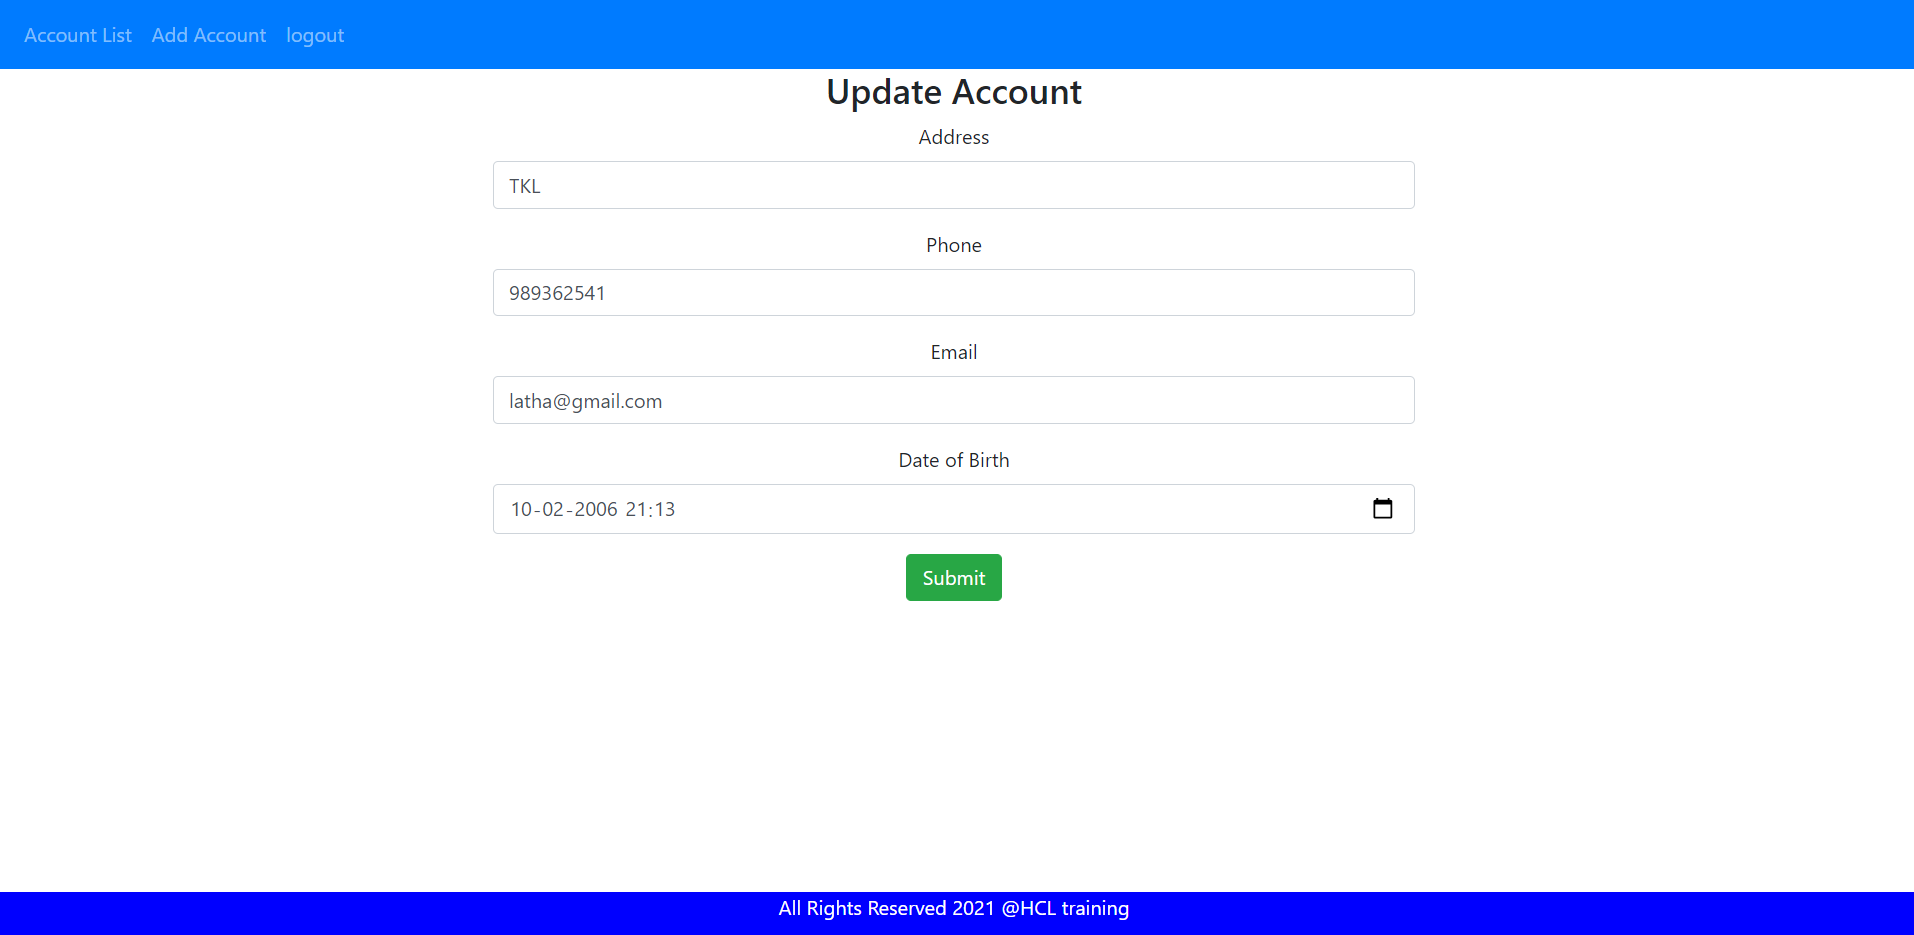 Account List Add Account logout
Update Account
Address
TKL
Phone
989362541
Email
latha@gmail.com
Date of Birth
10-02-2006 21:13
Submit
All Rights Reserved 2021 @HCL training